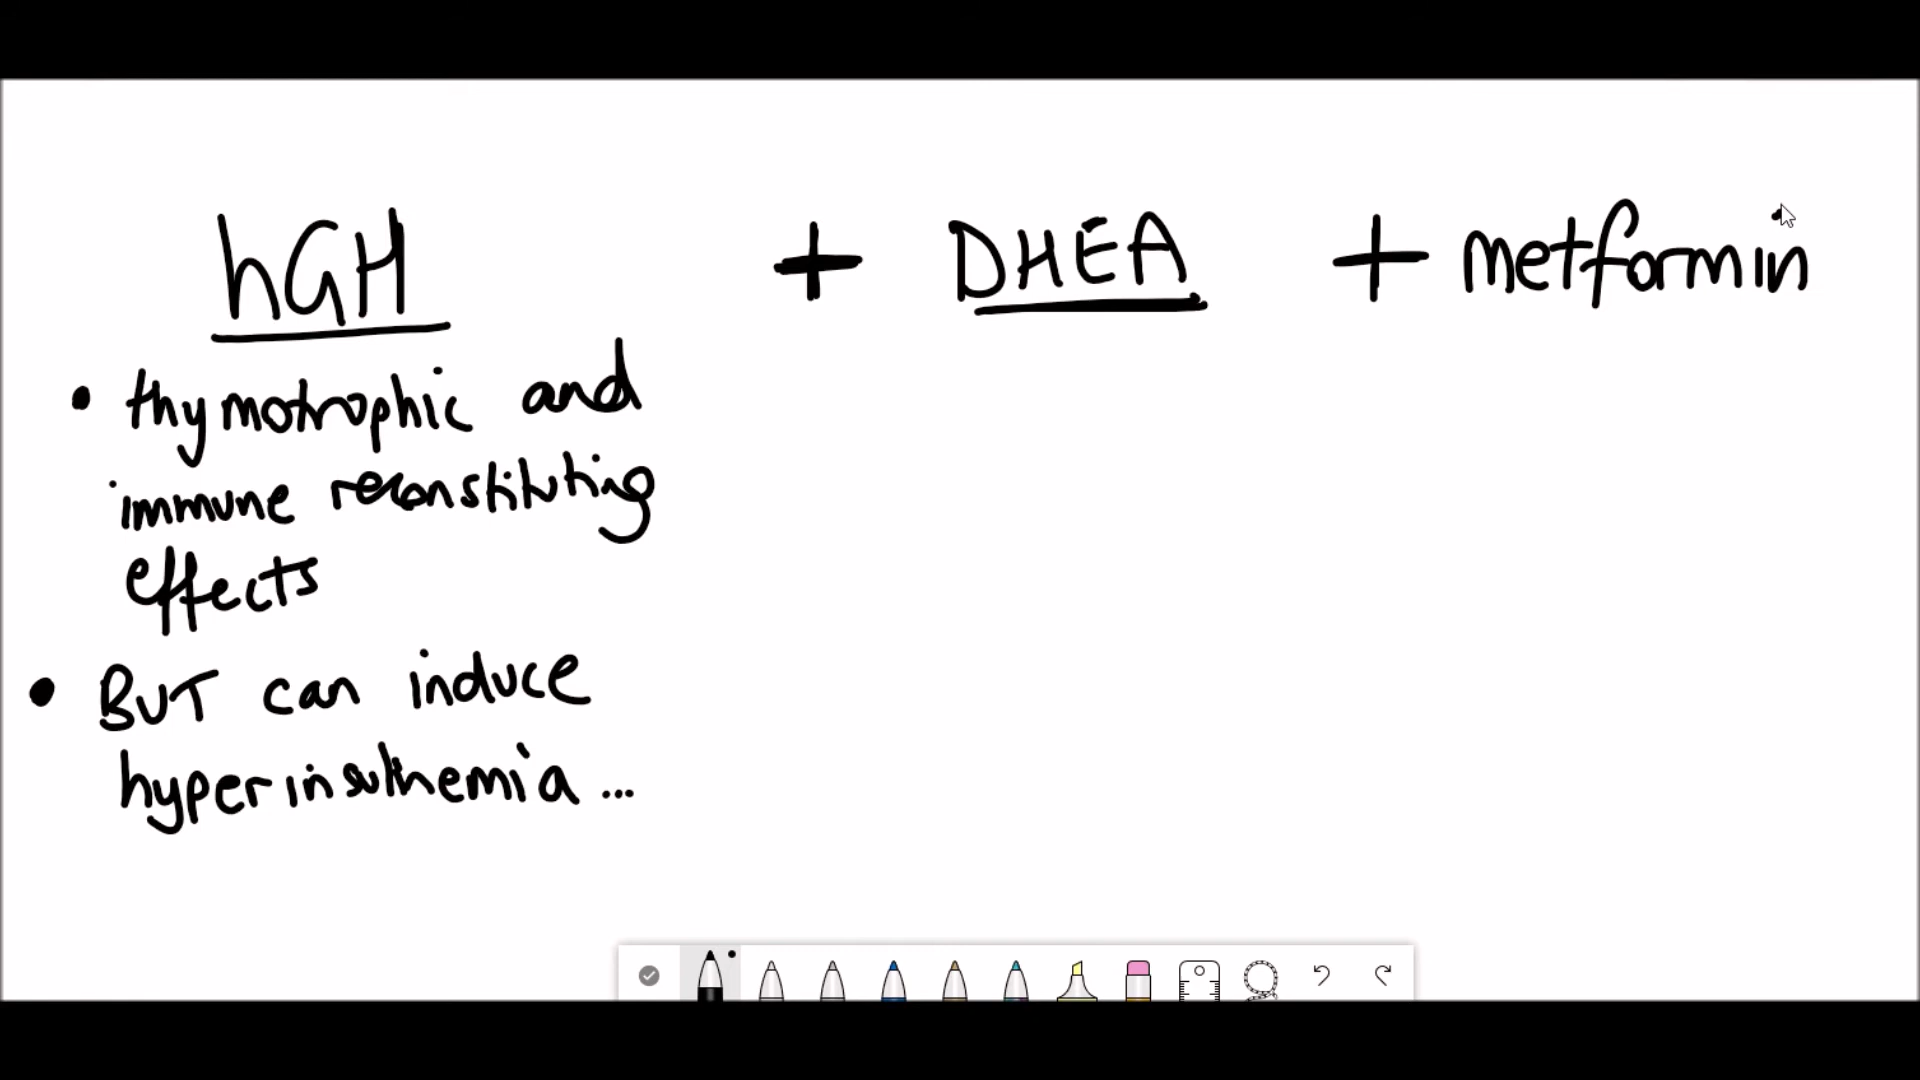 hGH + DHEA + metformin
• thymotrophic and
immune reconstituting
effects
• BUT can induce
hyperinsulinemia ...